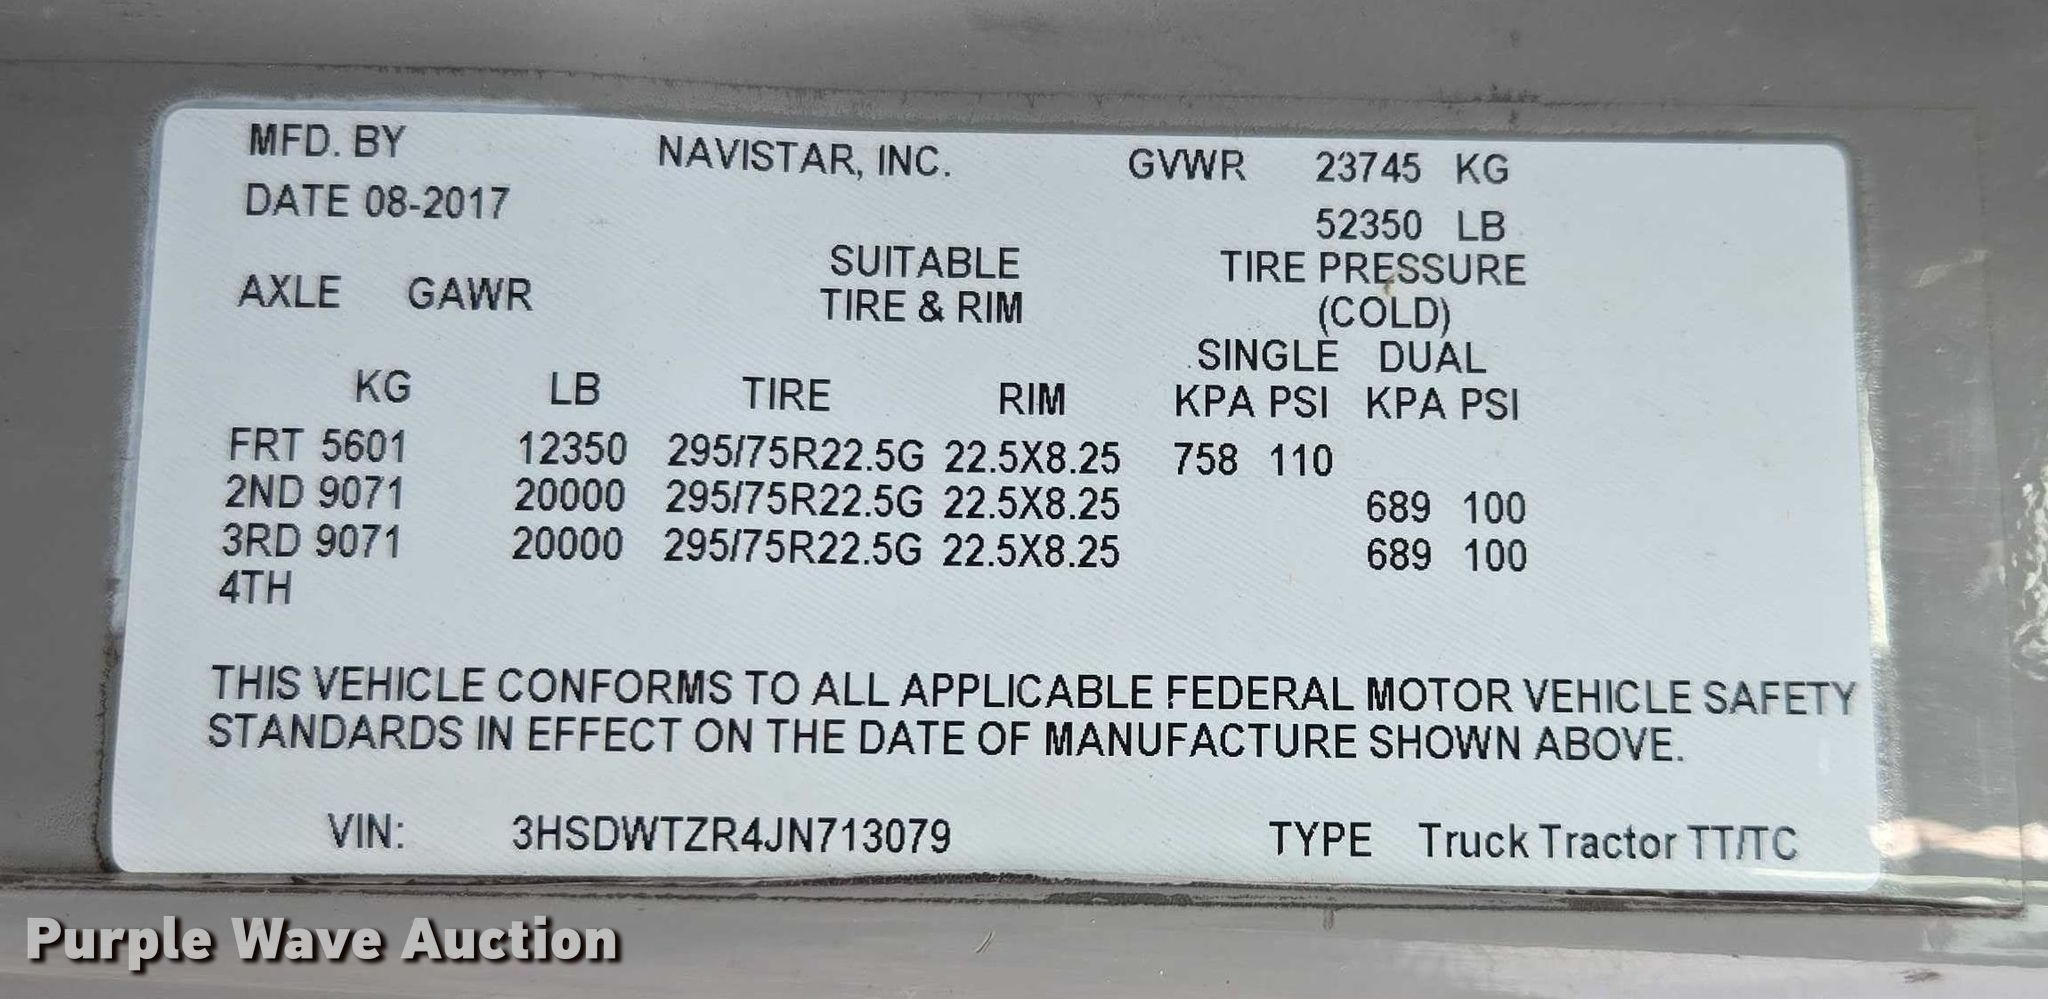 MFD. BY NAVISTAR, INC. GVWR 23745 KG
DATE 08-2017 52350 LB
SUITABLE TIRE PRESSURE
AXLE GAWR TIRE & RIM (COLD)
SINGLE DUAL
KG LB TIRE RIM KPA PSI KPA PSI
FRT 5601 12350 295/75R22.5G 22.5X8.25 758 110
2ND 9071 20000 295/75R22.5G 22.5X8.25 689 100
3RD 9071 20000 295/75R22.5G 22.5X8.25 689 100
4TH
THIS VEHICLE CONFORMS TO ALL APPLICABLE FEDERAL MOTOR VEHICLE SAFETY
STANDARDS IN EFFECT ON THE DATE OF MANUFACTURE SHOWN ABOVE.
VIN: 3HSDWTZR4JN713079 TYPE Truck Tractor TT/TC
Purple Wave Auction